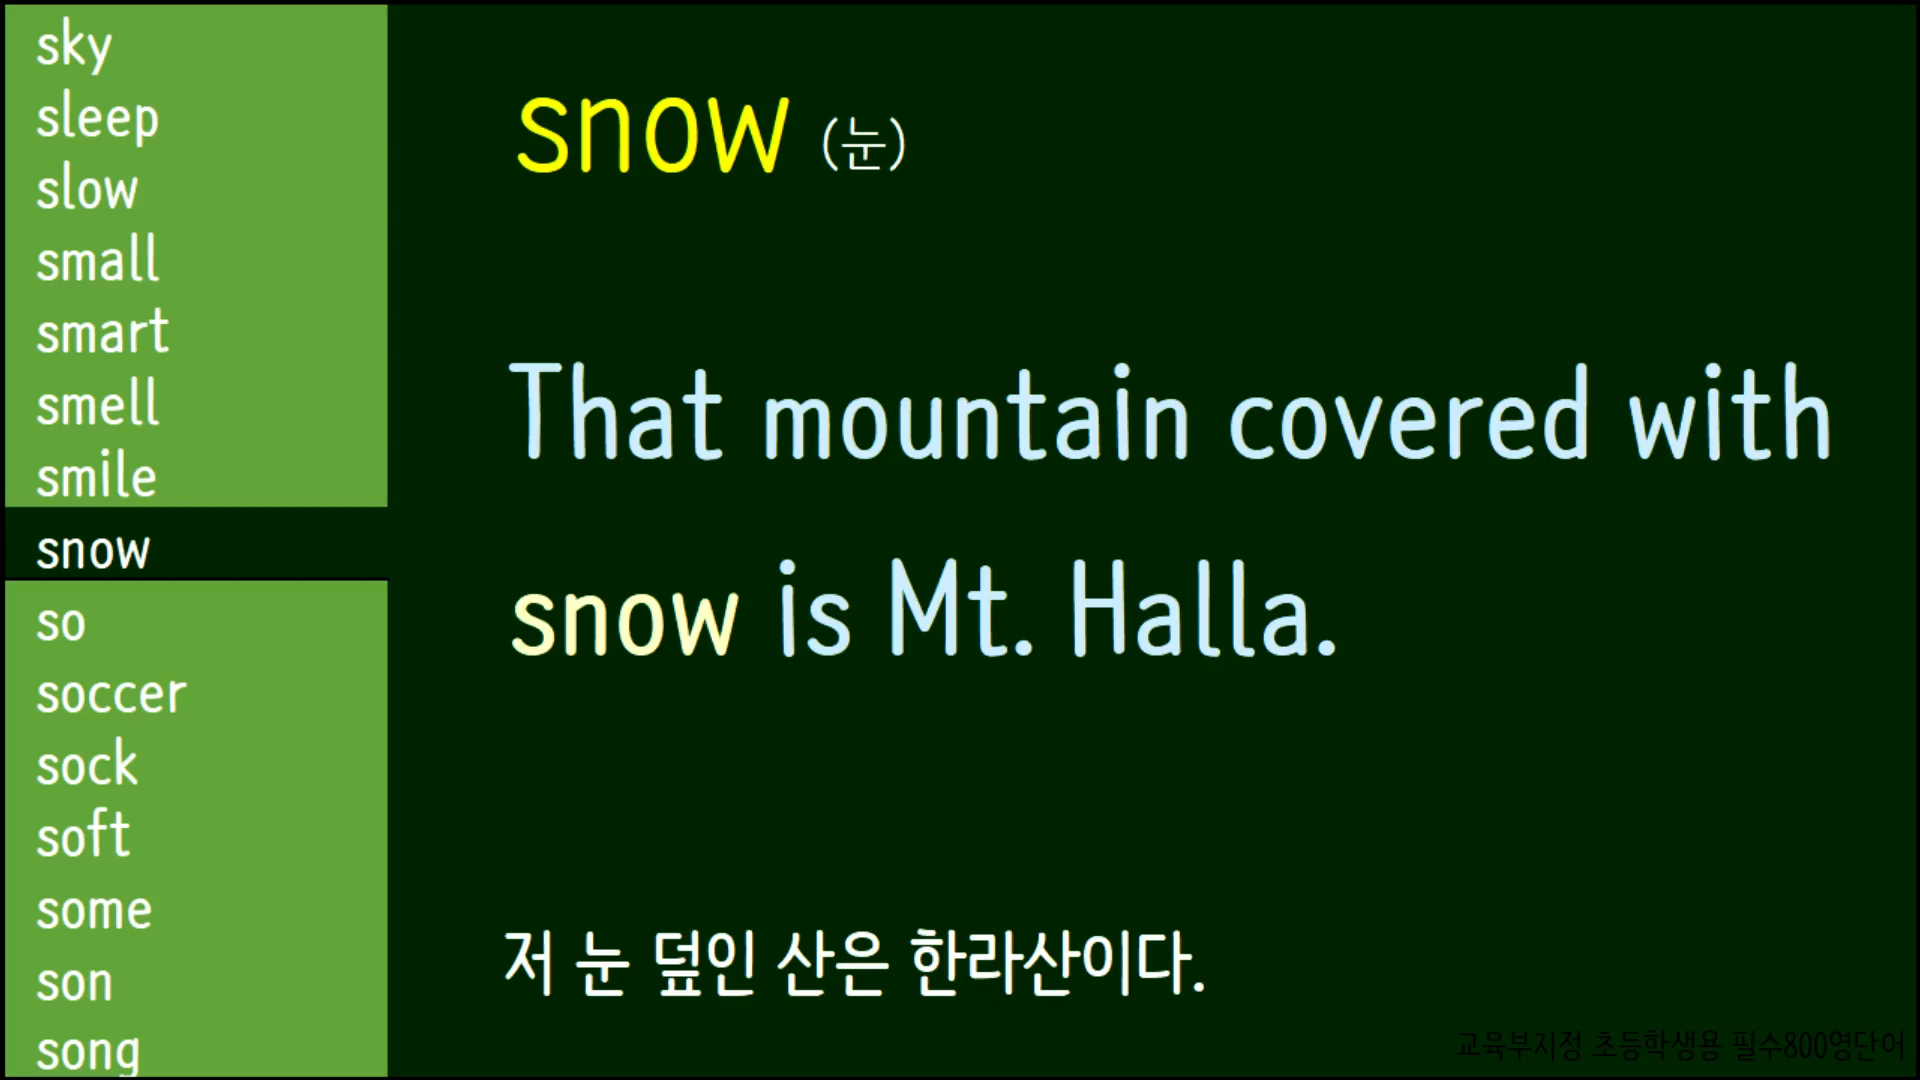 sky
sleep
slow
small
smart
smell
smile
snow
so
soccer
sock
soft
some
son
song
snow (눈)
That mountain covered with
snow is Mt. Halla.
저 눈 덮인 산은 한라산이다.
교육부지정 초등학생용 필수800영단어